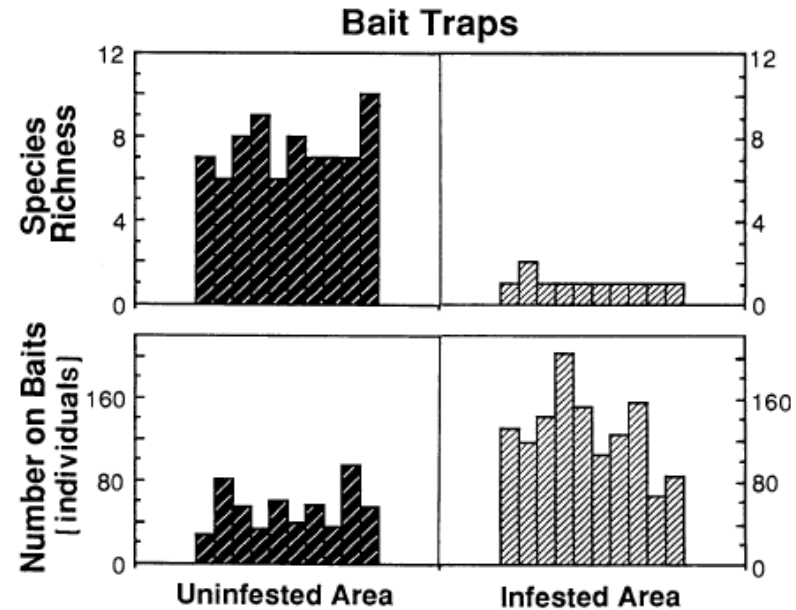 Bait Traps
Species
Richness
12
8
4
0
12
8
4
0
Number on Baits
[individuals]
160
80
0
160
80
0
Uninfested Area
Infested Area